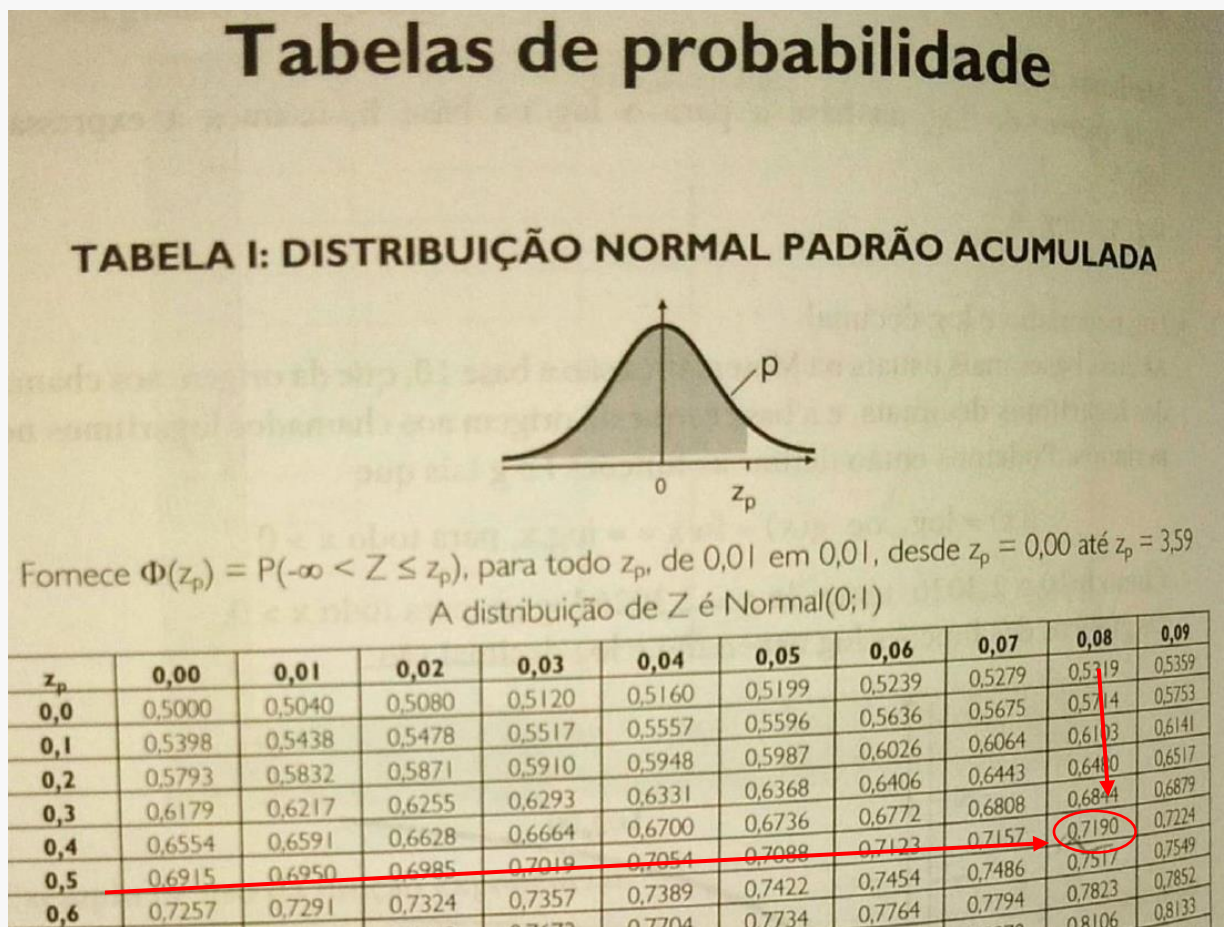 Tabelas de probabilidade
TABELA I: DISTRIBUIÇÃO NORMAL PADRÃO ACUMULADA
p
0
zp
Fornece Φ(zp) = P(-∞ < Z ≤ zp), para todo zp, de 0,01 em 0,01, desde zp = 0,00 até zp = 3,59
A distribuição de Z é Normal(0;1)
zp 0,00 0,01 0,02 0,03 0,04 0,05 0,06 0,07 0,08 0,09
0,0 0,5000 0,5040 0,5080 0,5120 0,5160 0,5199 0,5239 0,5279 0,5319 0,5359
0,1 0,5398 0,5438 0,5478 0,5517 0,5557 0,5596 0,5636 0,5675 0,5714 0,5753
0,2 0,5793 0,5832 0,5871 0,5910 0,5948 0,5987 0,6026 0,6064 0,6103 0,6141
0,3 0,6179 0,6217 0,6255 0,6293 0,6331 0,6368 0,6406 0,6443 0,6480 0,6517
0,4 0,6554 0,6591 0,6628 0,6664 0,6700 0,6736 0,6772 0,6808 0,6844 0,6879
0,5 0,6915 0,6950 0,6985 0,7019 0,7054 0,7088 0,7123 0,7157 0,7190 0,7224
0,6 0,7257 0,7291 0,7324 0,7357 0,7389 0,7422 0,7454 0,7486 0,7517 0,7549
0,7704 0,7734 0,7764 0,7794 0,7823 0,7852
0,8106 0,8133